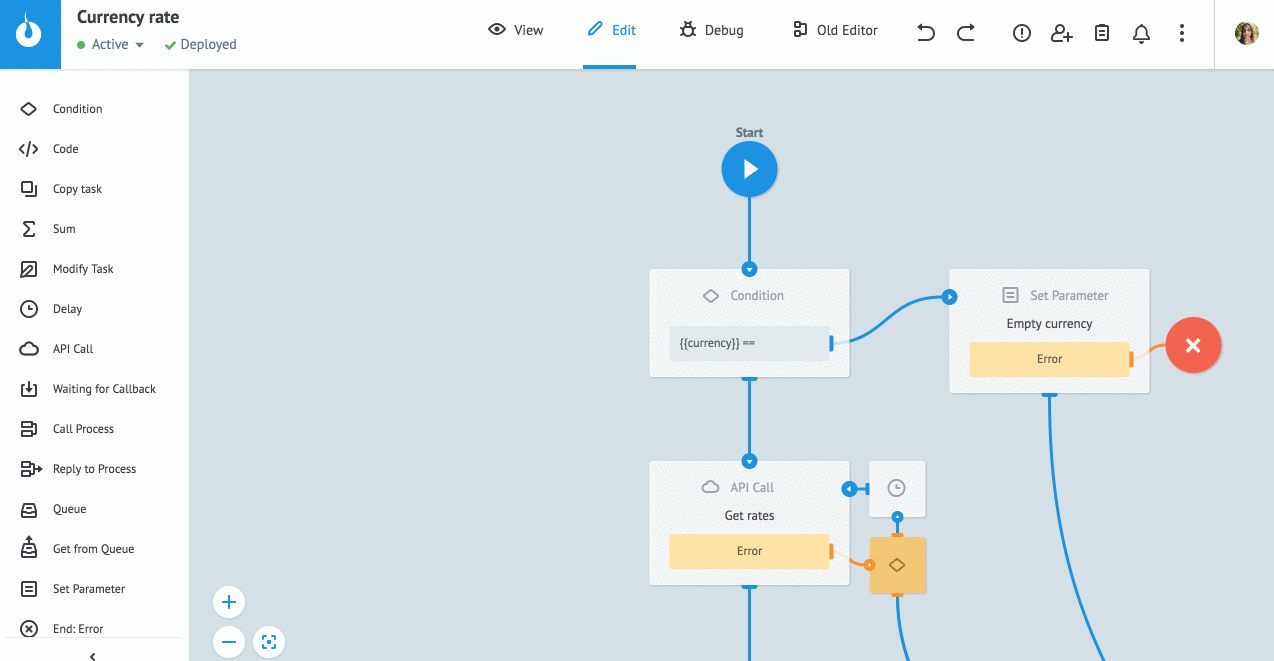 Currency rate
Active
Deployed
View
Edit
Debug
Old Editor
Condition
Code
Copy task
Sum
Modify Task
Delay
API Call
Waiting for Callback
Call Process
Reply to Process
Queue
Get from Queue
Set Parameter
End: Error
Start
Condition
{{currency}} ==
Set Parameter
Empty currency
Error
API Call
Get rates
Error